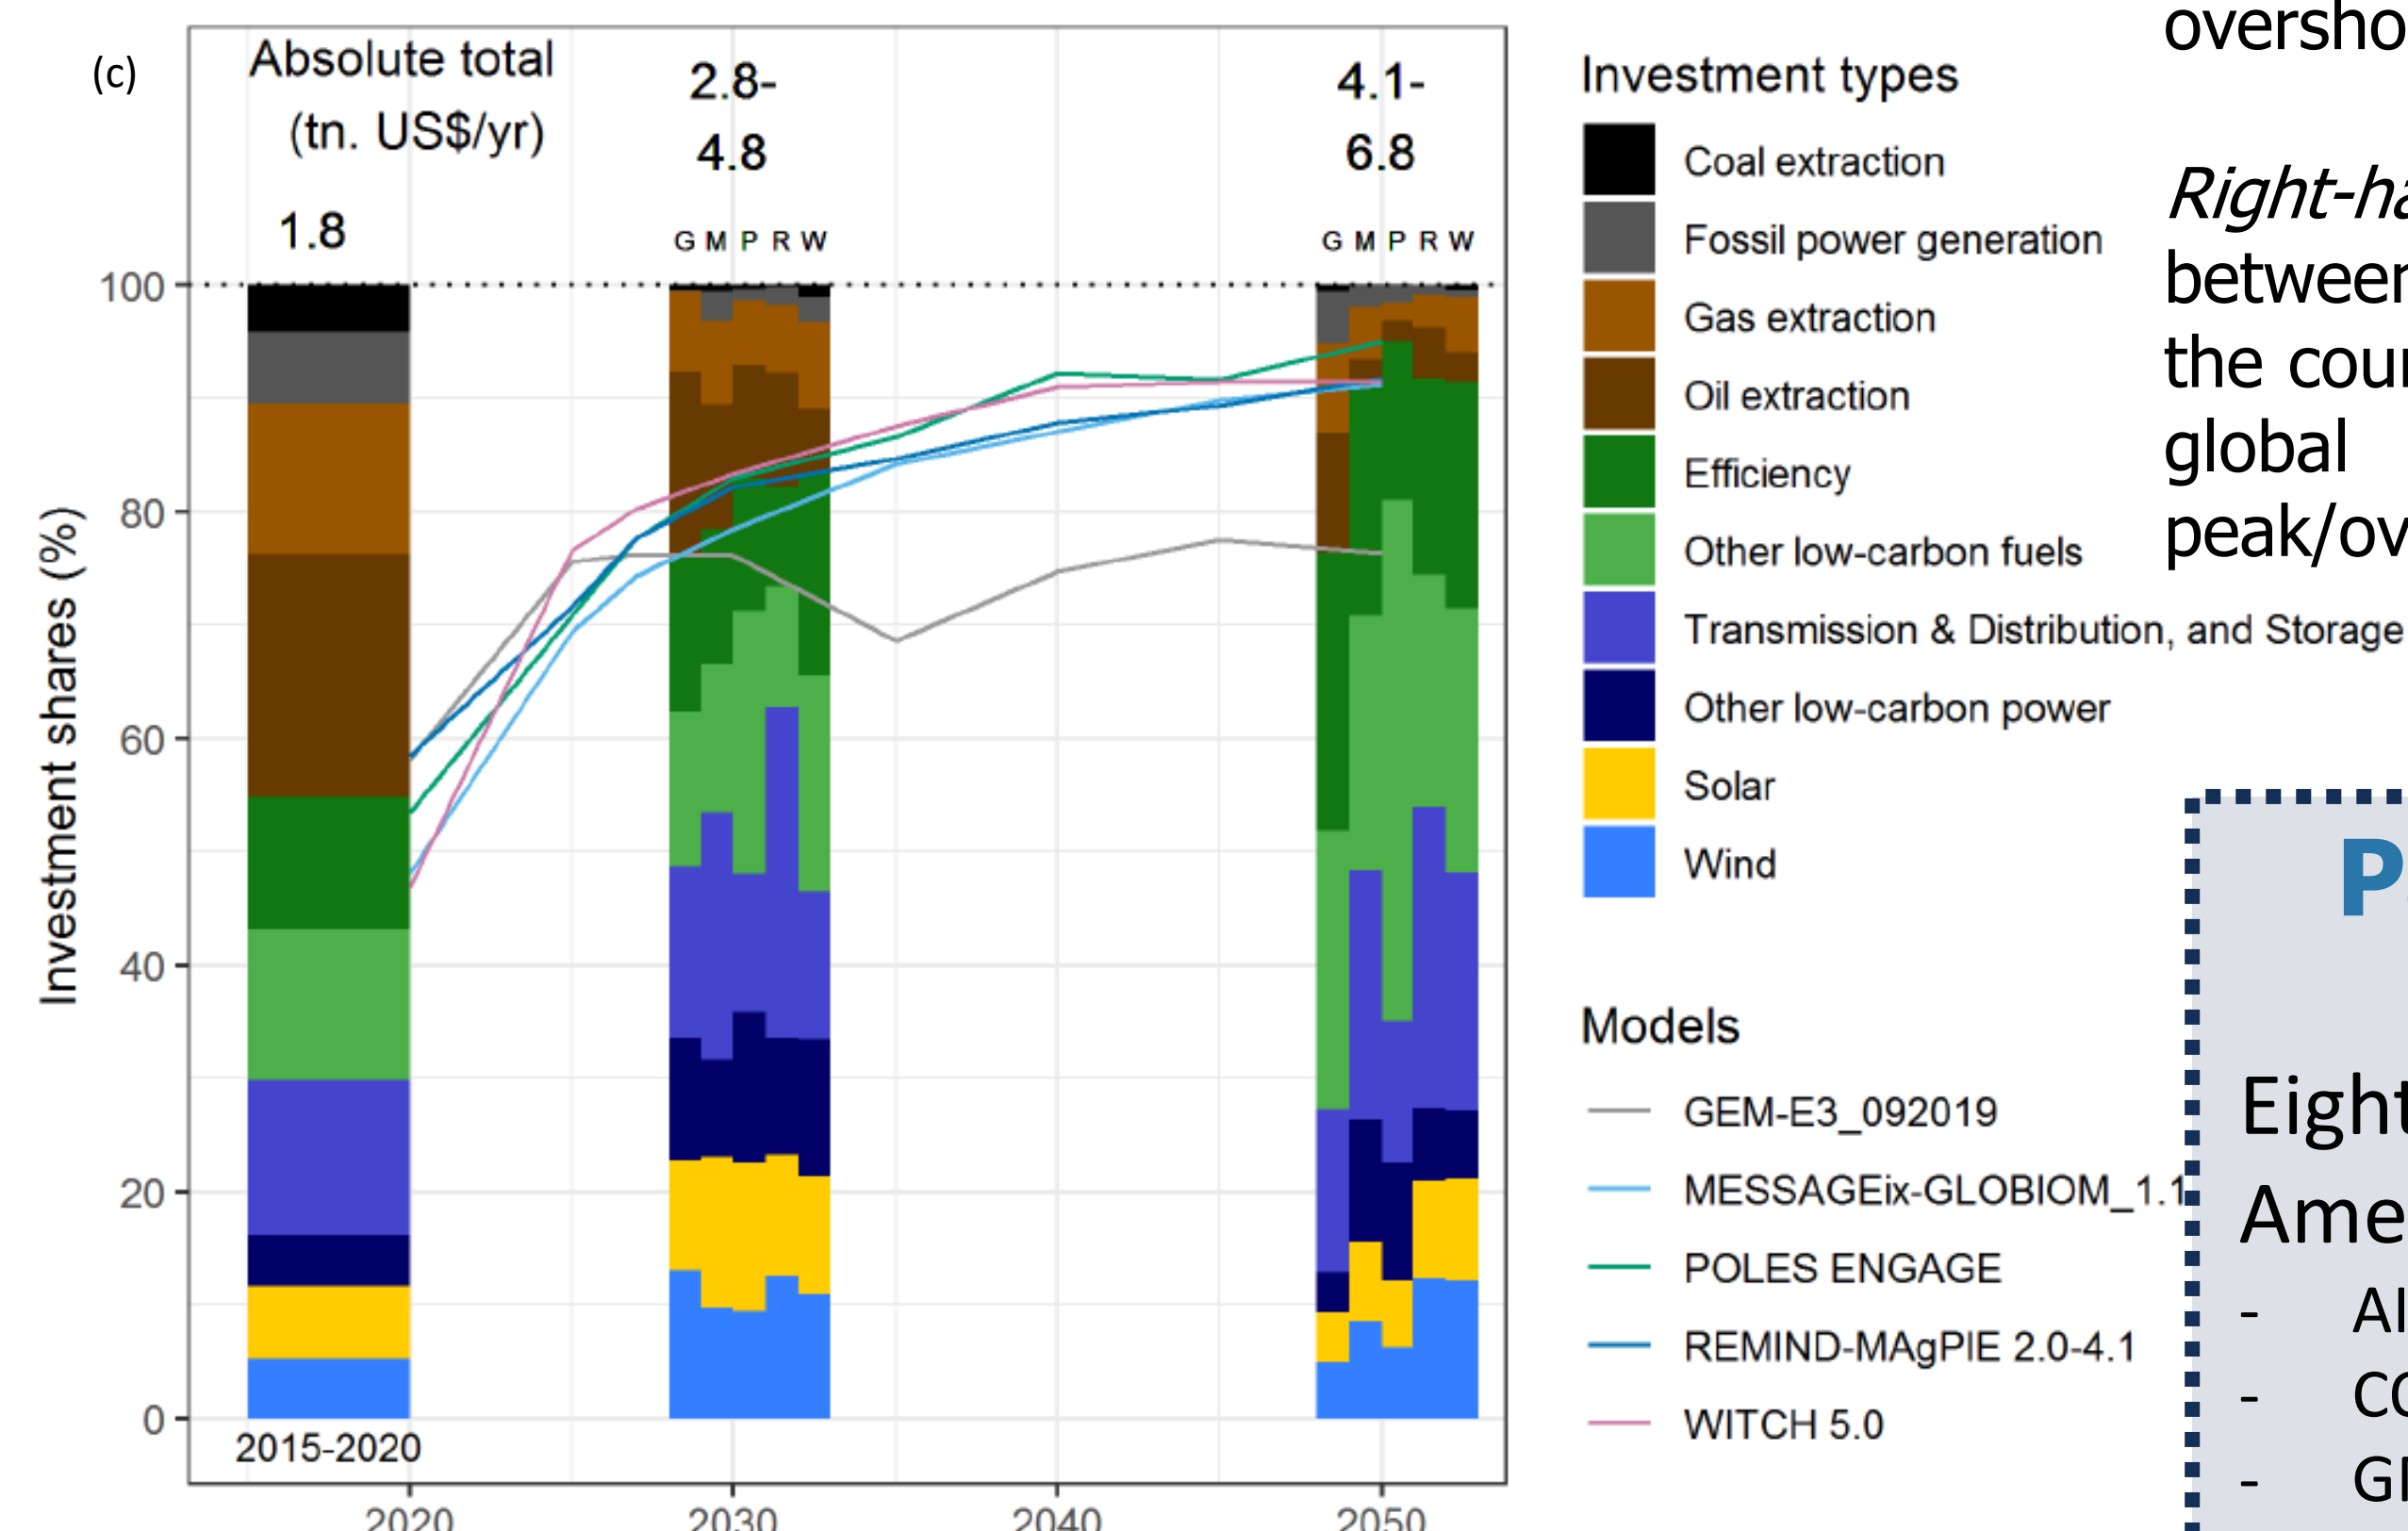 (c)
Absolute total
(tn. US$/yr)
1.8
2.8-
4.8
4.1-
6.8
G M P R W
G M P R W
Investment shares (%)
100
80
60
40
20
0
2015-2020
2020
2030
2040
2050
Investment types
Coal extraction
Fossil power generation
Gas extraction
Oil extraction
Efficiency
Other low-carbon fuels
Transmission & Distribution, and Storage
Other low-carbon power
Solar
Wind
Models
GEM-E3_092019
MESSAGEix-GLOBIOM_1.1
POLES ENGAGE
REMIND-MAgPIE 2.0-4.1
WITCH 5.0
oversho
Right-ha
between
the cour
global
peak/ov
P
Eight
Ame
-
- CO
-